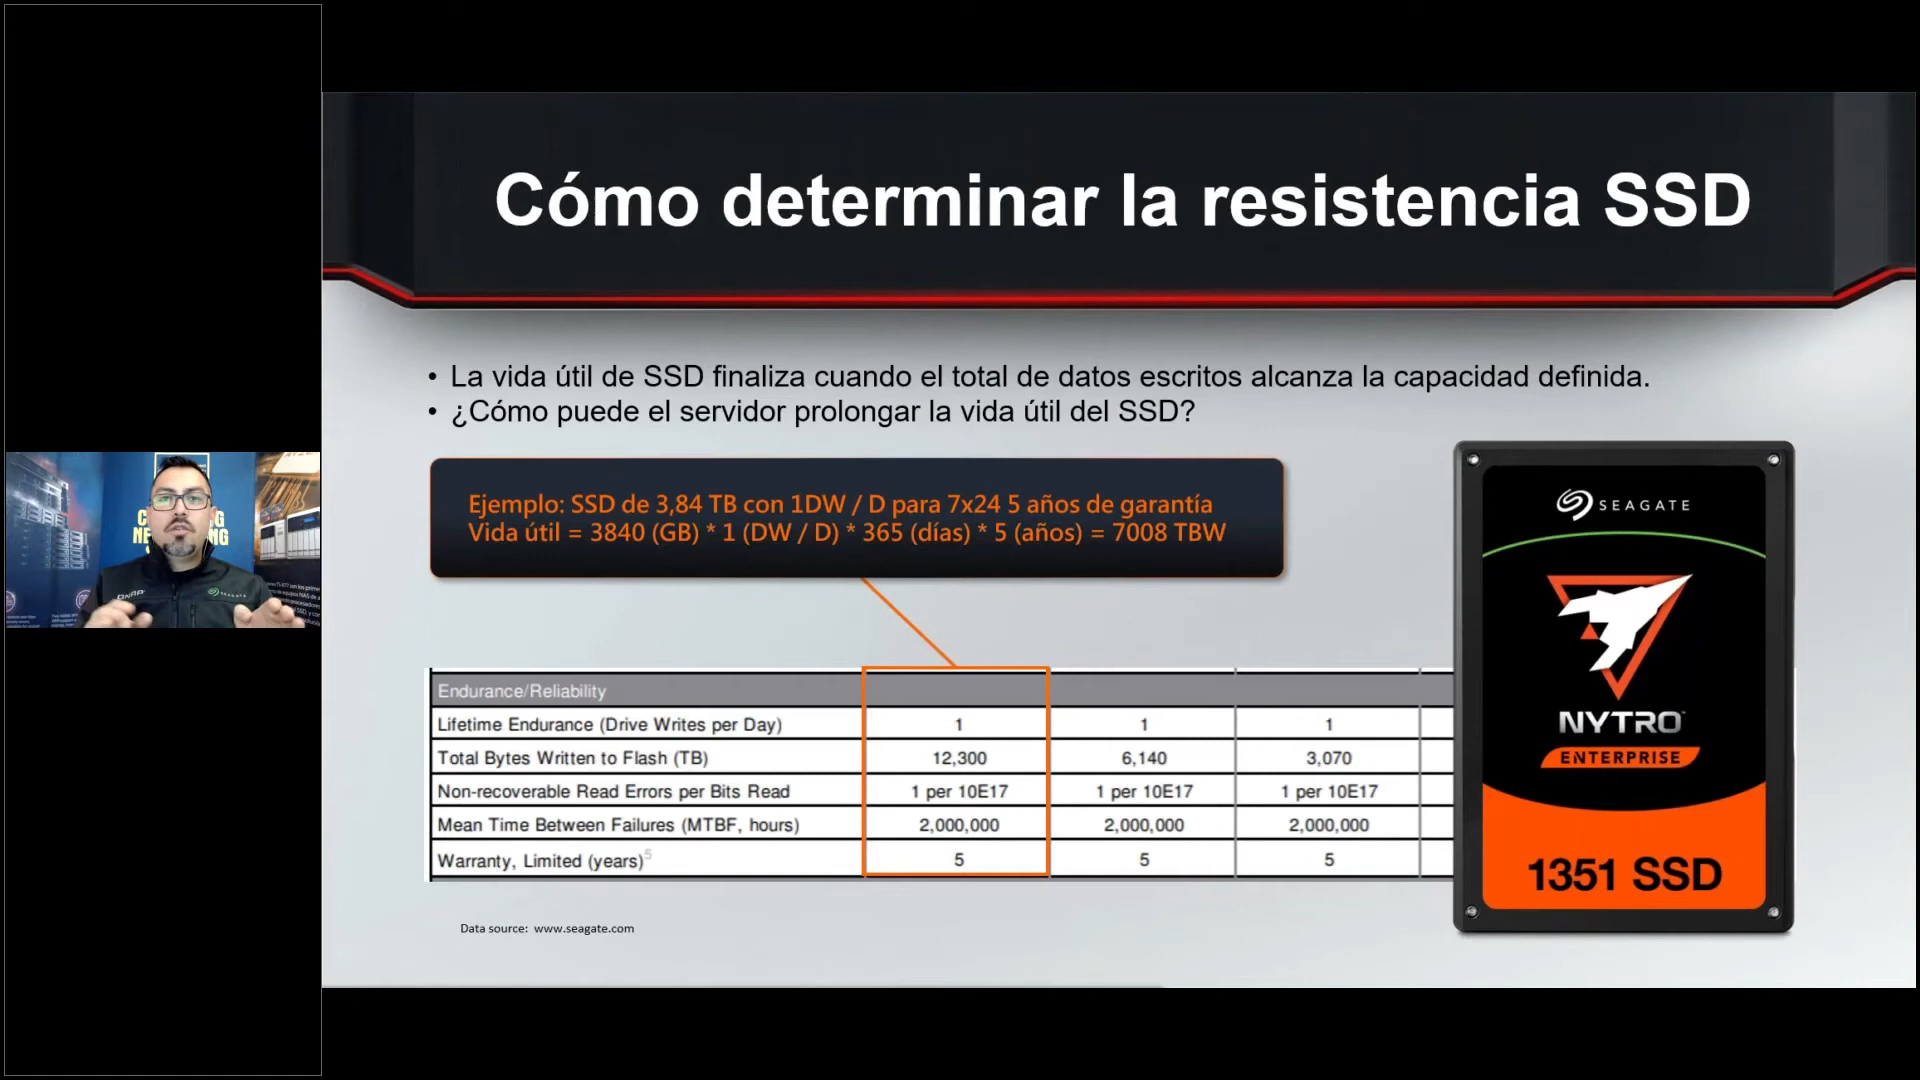 Cómo determinar la resistencia SSD
• La vida útil de SSD finaliza cuando el total de datos escritos alcanza la capacidad definida.
• ¿Cómo puede el servidor prolongar la vida útil del SSD?
Ejemplo: SSD de 3,84 TB con 1DW / D para 7x24 5 años de garantía
Vida útil = 3840 (GB) * 1 (DW / D) * 365 (días) * 5 (años) = 7008 TBW
Endurance/Reliability
Lifetime Endurance (Drive Writes per Day) 1 1 1
Total Bytes Written to Flash (TB) 12,300 6,140 3,070
Non-recoverable Read Errors per Bits Read 1 per 10E17 1 per 10E17 1 per 10E17
Mean Time Between Failures (MTBF, hours) 2,000,000 2,000,000 2,000,000
Warranty, Limited (years)5 5 5 5
Data source: www.seagate.com
SEAGATE
NYTRO
ENTERPRISE
1351 SSD
QNAP
SEAGATE